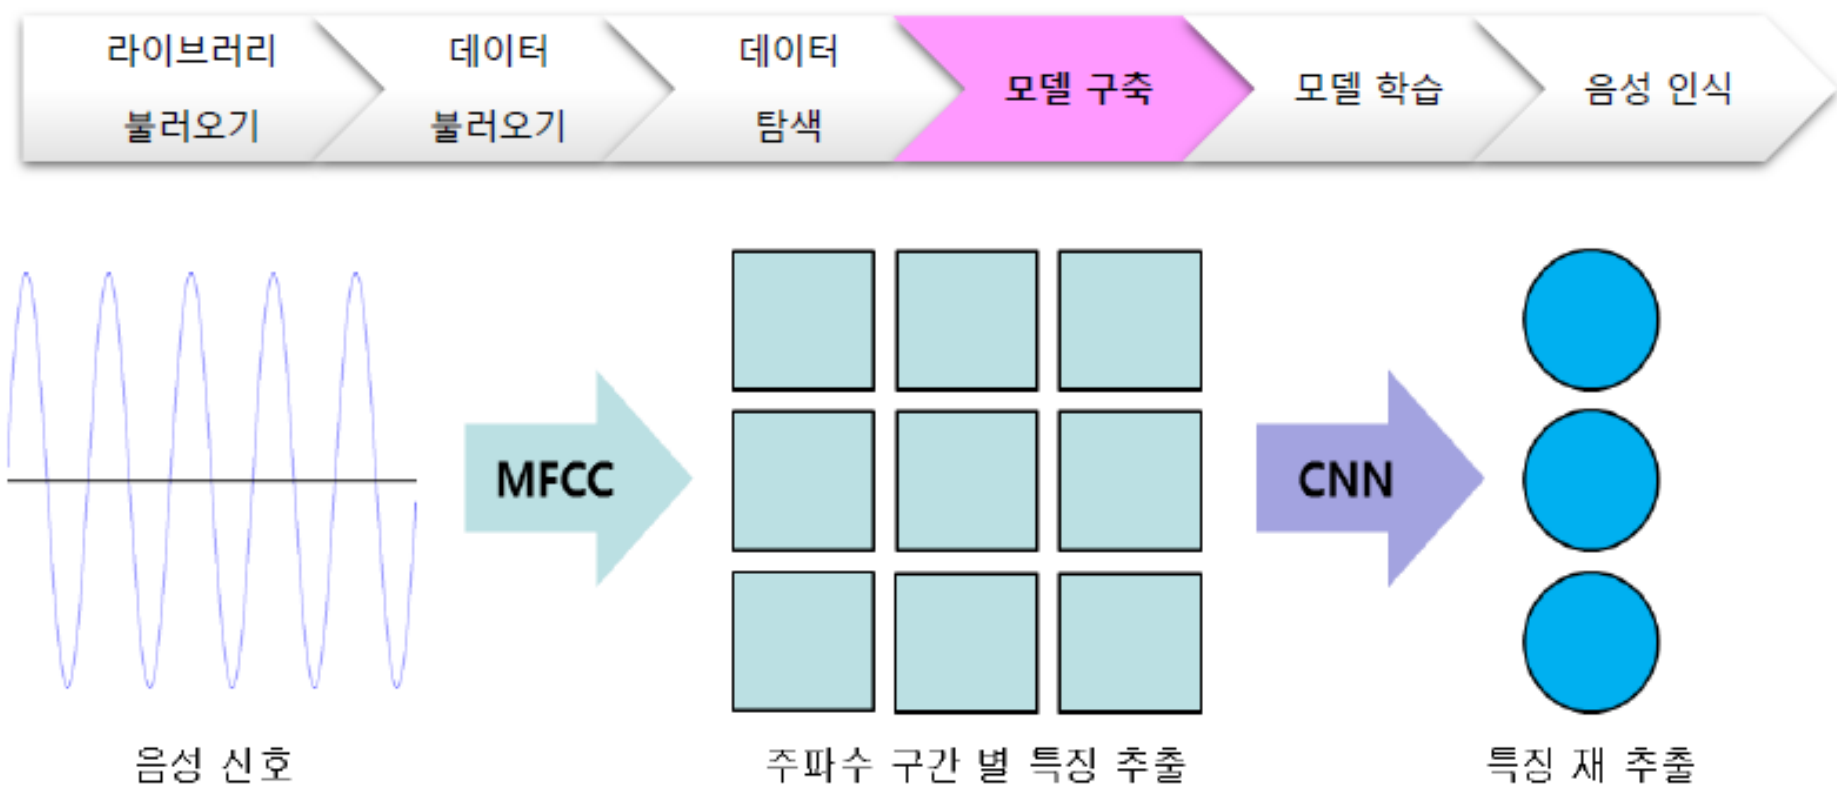 라이브러리
불러오기
데이터
불러오기
데이터
탐색
모델 구축
모델 학습
음성 인식
MFCC
CNN
음성 신호
주파수 구간 별 특징 추출
특징 재 추출